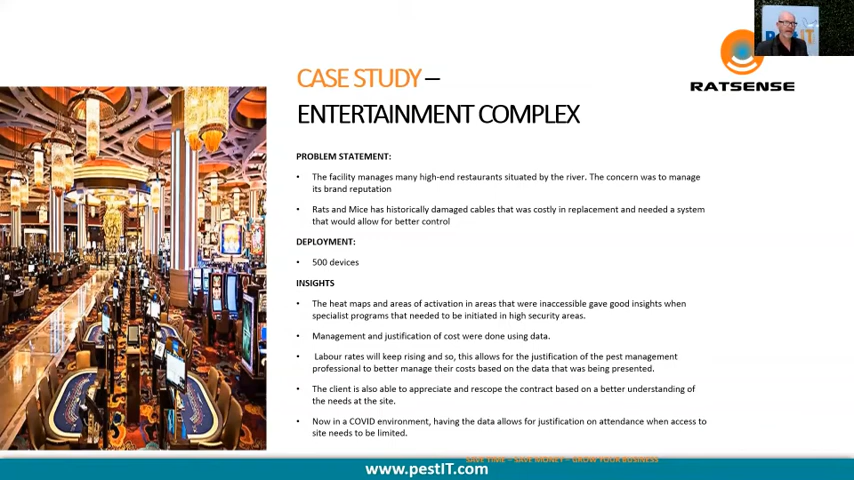 CASE STUDY –
ENTERTAINMENT COMPLEX
RATSENSE
PROBLEM STATEMENT:
• The facility manages many high-end restaurants situated by the river. The concern was to manage
its brand reputation
• Rats and Mice has historically damaged cables that was costly in replacement and needed a system
that would allow for better control
DEPLOYMENT:
• 500 devices
INSIGHTS
• The heat maps and areas of activation in areas that were inaccessible gave good insights when
specialist programs that needed to be initiated in high security areas.
• Management and justification of cost were done using data.
• Labour rates will keep rising and so, this allows for the justification of the pest management
professional to better manage their costs based on the data that was being presented.
• The client is also able to appreciate and rescope the contract based on a better understanding of
the needs at the site.
• Now in a COVID environment, having the data allows for justification on attendance when access to
site needs to be limited.
SAVE TIME – SAVE MONEY – GROW YOUR BUSINESS
www.pestIT.com